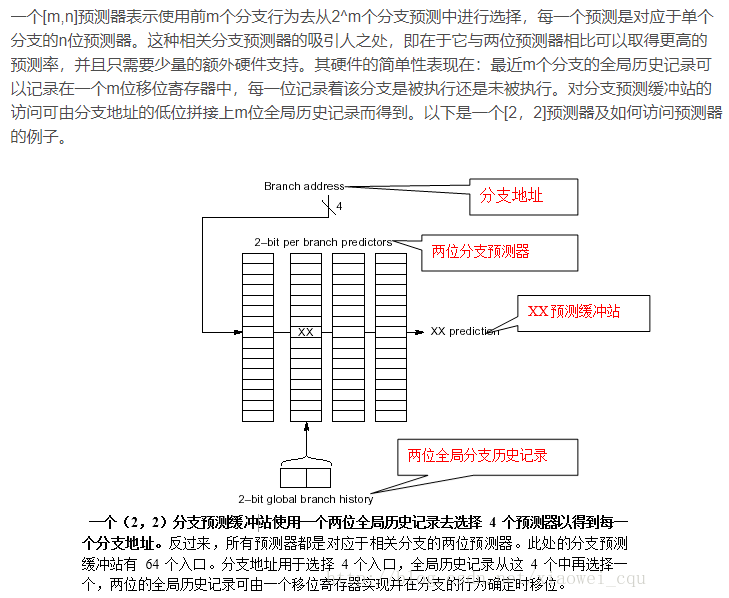 一个[m,n]预测器表示使用前m个分支行为去从2^m个分支预测中进行选择，每一个预测是对应于单个
分支的n位预测器。这种相关分支预测器的吸引人之处，即在于它与两位预测器相比可以取得更高的
预测率，并且只需要少量的额外硬件支持。其硬件的简单性表现在：最近m个分支的全局历史记录可
以记录在一个m位移位寄存器中，每一位记录着该分支是被执行还是未被执行。对分支预测缓冲站的
访问可由分支地址的低位拼接上m位全局历史记录而得到。以下是一个[2，2]预测器及如何访问预测器
的例子。
Branch address
分支地址
4
2–bit per branch predictors
两位分支预测器
XX预测缓冲站
XX
XX prediction
两位全局分支历史记录
2–bit global branch history
一个（2，2）分支预测缓冲站使用一个两位全局历史记录去选择 4 个预测器以得到每一
个分支地址。反过来，所有预测器都是对应于相关分支的两位预测器。此处的分支预测
缓冲站有 64 个入口。分支地址用于选择 4 个入口，全局历史记录从这 4 个中再选择一
个，两位的全局历史记录可由一个移位寄存器实现并在分支的行为确定时移位。